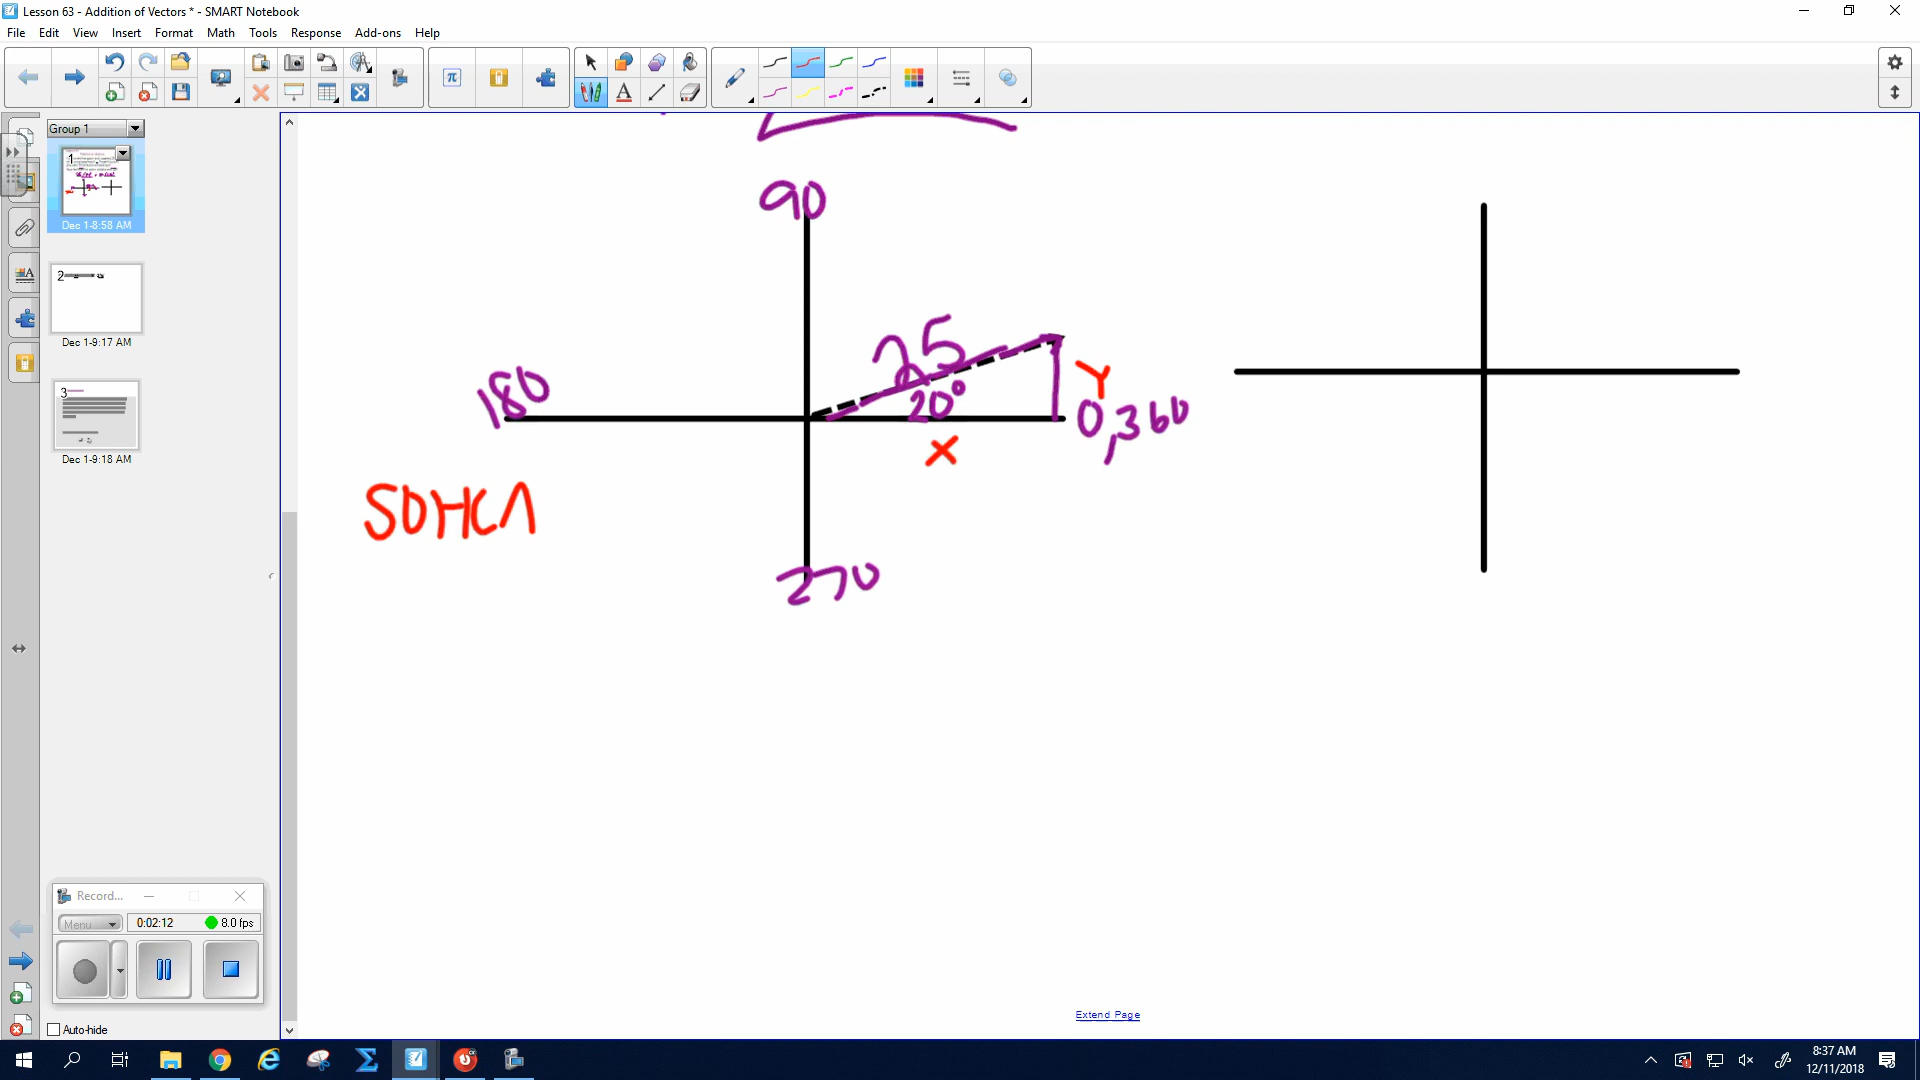 Lesson 63 - Addition of Vectors * - SMART Notebook
File Edit View Insert Format Math Tools Response Add-ons Help
Group 1
1
Dec 1-8:58 AM
2
Dec 1-9:17 AM
3
Dec 1-9:18 AM
90
25
20°
180
Y
0,360
X
SOHCA
270
Record...
Menu
0:02:12
8.0 fps
Auto-hide
Extend Page
8:37 AM
12/11/2018